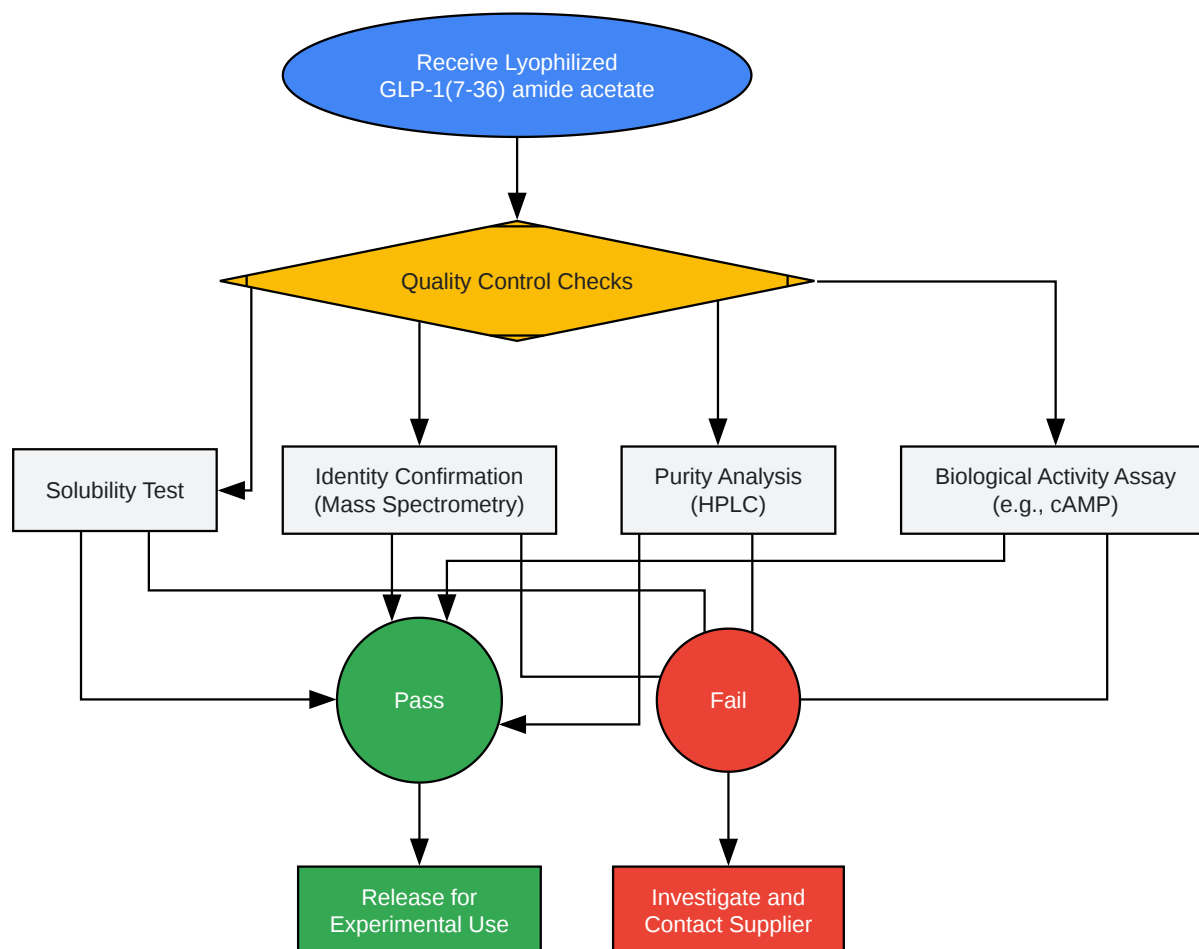 Receive Lyophilized
GLP-1(7-36) amide acetate
Quality Control Checks
Solubility Test
Identity Confirmation
(Mass Spectrometry)
Purity Analysis
(HPLC)
Biological Activity Assay
(e.g., cAMP)
Pass
Fail
Release for
Experimental Use
Investigate and
Contact Supplier